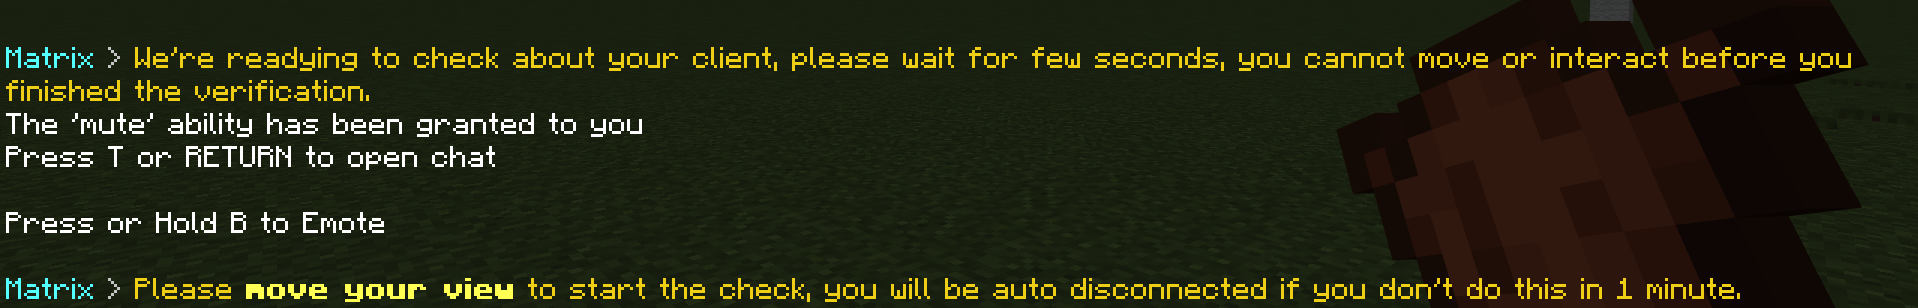 Matrix > We're readying to check about your client, please wait for few seconds, you cannot move or interact before you
finished the verification.
The 'mute' ability has been granted to you
Press T or RETURN to open chat
Press or Hold B to Emote
Matrix > Please move your view to start the check, you will be auto disconnected if you don't do this in 1 minute.